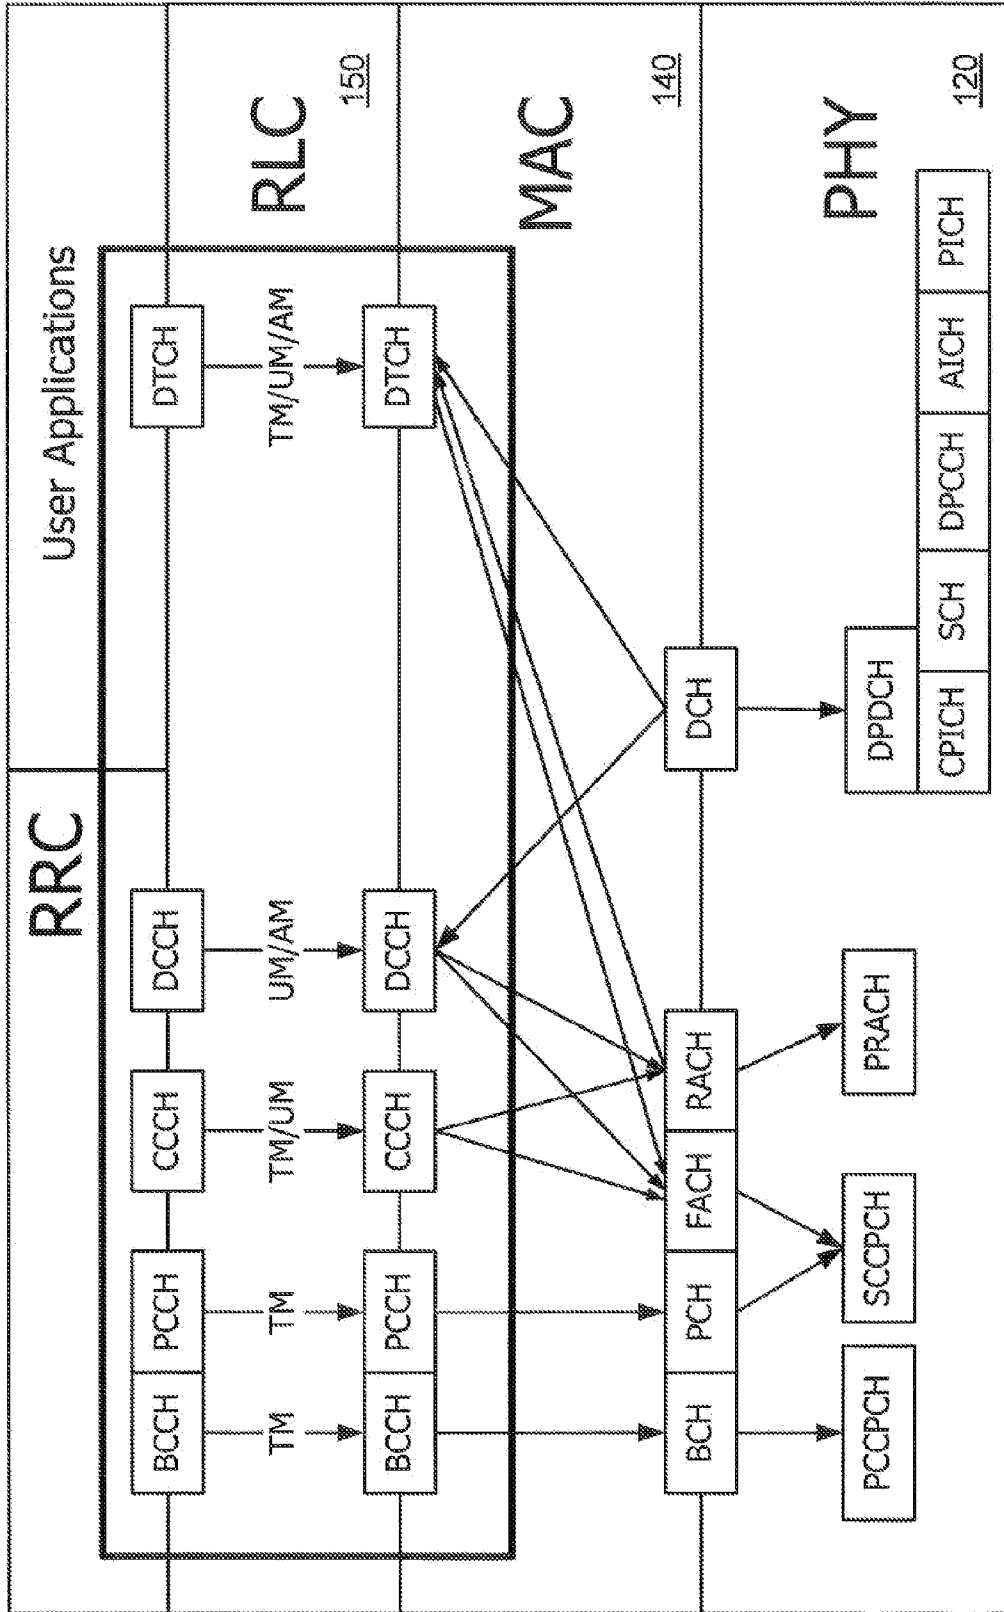 RRC
User Applications
BCCH
PCCH
CCCH
DCCH
DTCH
TM
TM
TM/UM
UM/AM
TM/UM/AM
RLC
150
BCCH
PCCH
CCCH
DCCH
DTCH
MAC
140
BCH
PCH
FACH
RACH
DCH
PHY
120
PCCPCH
SCCPCH
PRACH
DPDCH
CPICH
SCH
DPCCH
AICH
PICH